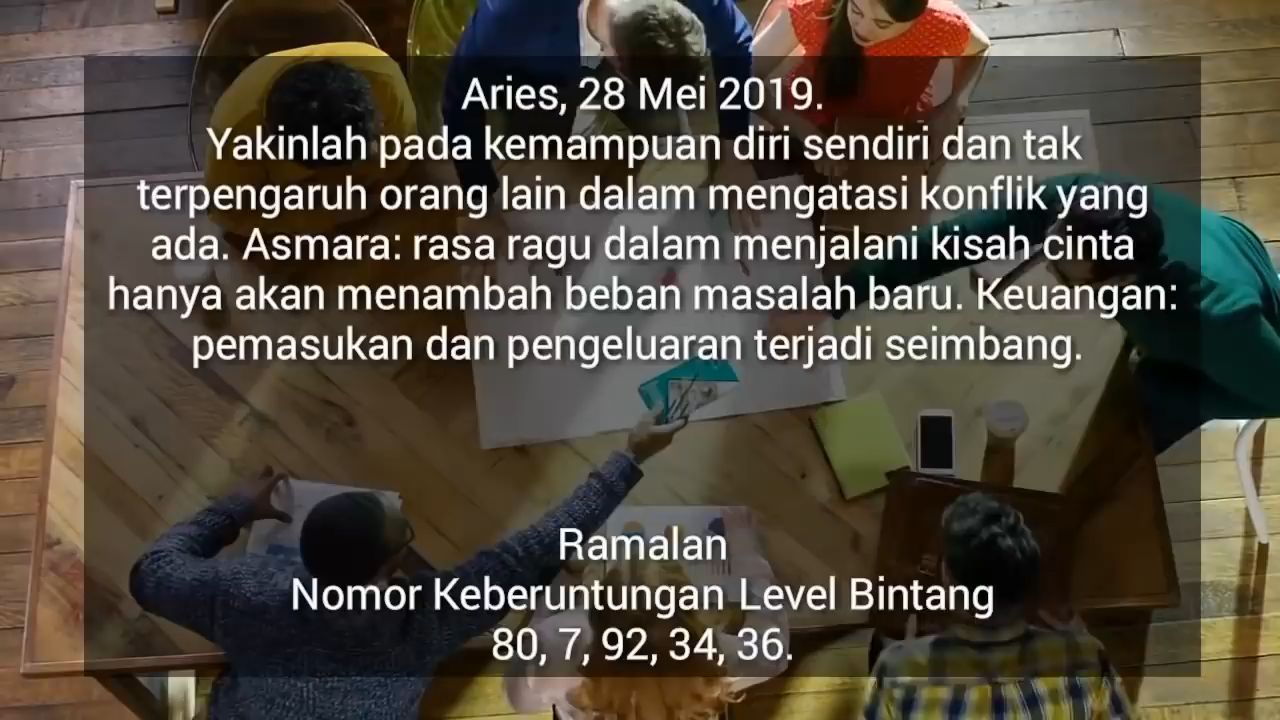 Aries, 28 Mei 2019.
Yakinlah pada kemampuan diri sendiri dan tak
terpengaruh orang lain dalam mengatasi konflik yang
ada. Asmara: rasa ragu dalam menjalani kisah cinta
hanya akan menambah beban masalah baru. Keuangan:
pemasukan dan pengeluaran terjadi seimbang.
Ramalan
Nomor Keberuntungan Level Bintang
80, 7, 92, 34, 36.